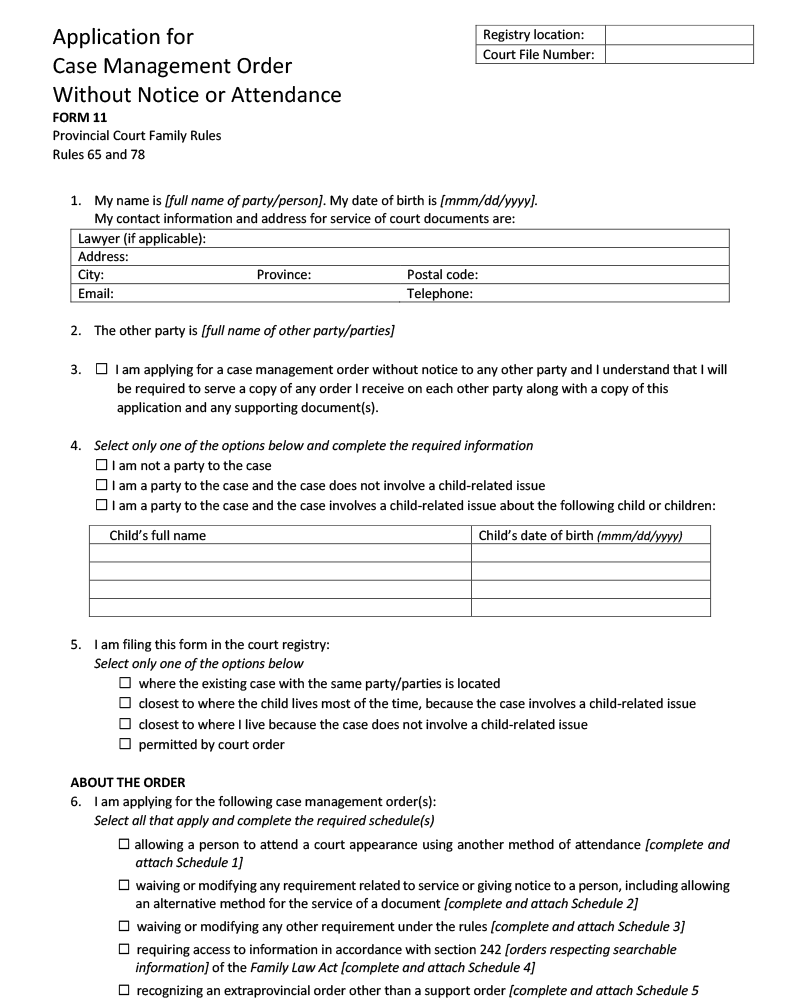 Application for
Case Management Order
Without Notice or Attendance
FORM 11
Provincial Court Family Rules
Rules 65 and 78
Registry location:
Court File Number:
1. My name is [full name of party/person]. My date of birth is [mmm/dd/yyyy].
My contact information and address for service of court documents are:
Lawyer (if applicable):
Address:
City: Province: Postal code:
Email: Telephone:
2. The other party is [full name of other party/parties]
3. ☐ I am applying for a case management order without notice to any other party and I understand that I will
be required to serve a copy of any order I receive on each other party along with a copy of this
application and any supporting document(s).
4. Select only one of the options below and complete the required information
☐ I am not a party to the case
☐ I am a party to the case and the case does not involve a child-related issue
☐ I am a party to the case and the case involves a child-related issue about the following child or children:
Child's full name Child's date of birth (mmm/dd/yyyy)
5. I am filing this form in the court registry:
Select only one of the options below
☐ where the existing case with the same party/parties is located
☐ closest to where the child lives most of the time, because the case involves a child-related issue
☐ closest to where I live because the case does not involve a child-related issue
☐ permitted by court order
ABOUT THE ORDER
6. I am applying for the following case management order(s):
Select all that apply and complete the required schedule(s)
☐ allowing a person to attend a court appearance using another method of attendance [complete and
attach Schedule 1]
☐ waiving or modifying any requirement related to service or giving notice to a person, including allowing
an alternative method for the service of a document [complete and attach Schedule 2]
☐ waiving or modifying any other requirement under the rules [complete and attach Schedule 3]
☐ requiring access to information in accordance with section 242 [orders respecting searchable
information] of the Family Law Act [complete and attach Schedule 4]
☐ recognizing an extraprovincial order other than a support order [complete and attach Schedule 5